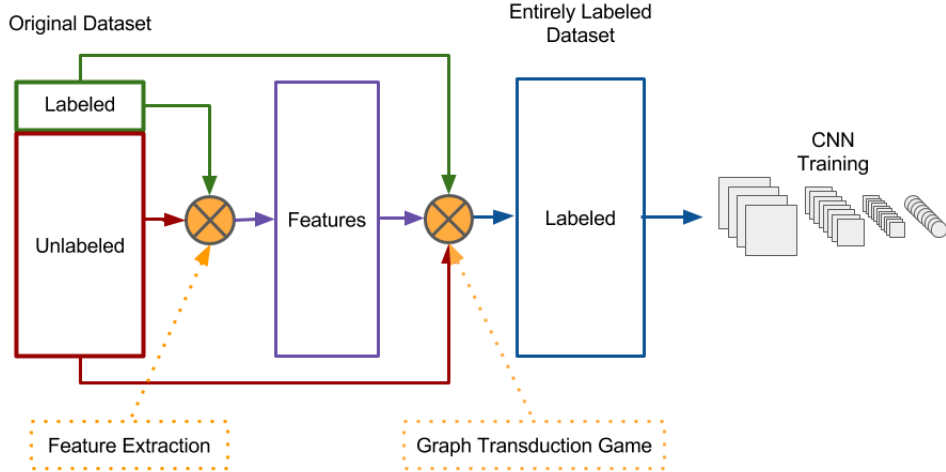 Original Dataset
Entirely Labeled
Dataset
Labeled
CNN
Training
Unlabeled
Features
Labeled
Feature Extraction
Graph Transduction Game